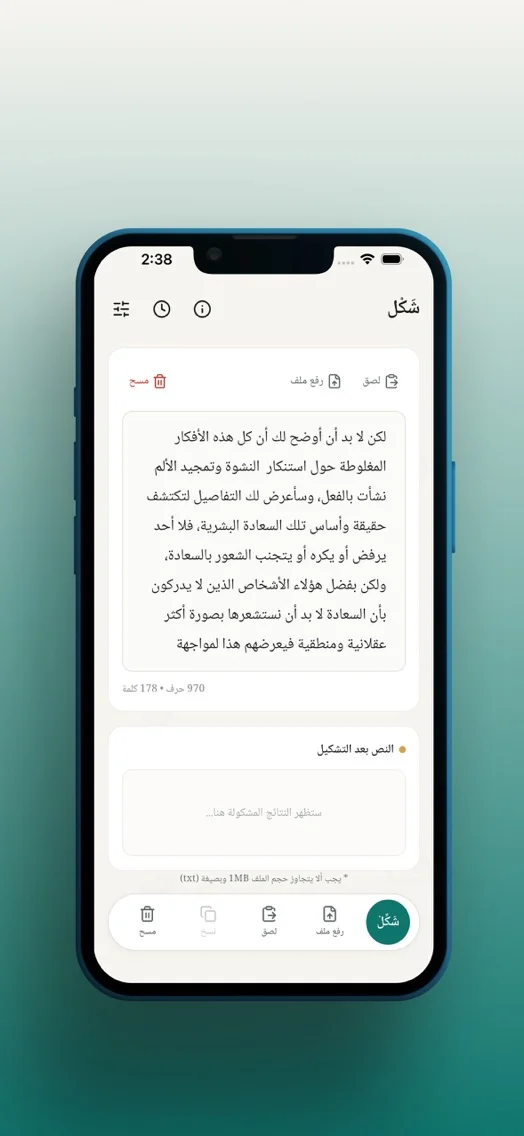 2:38
شَكْل
لصق
رفع ملف
مسح
لكن لا بد أن أوضح لك أن كل هذه الأفكار
المغلوطة حول استنكار  النشوة وتمجيد الألم
نشأت بالفعل، وسأعرض لك التفاصيل لتكتشف
حقيقة وأساس تلك السعادة البشرية، فلا أحد
يرفض أو يكره أو يتجنب الشعور بالسعادة،
ولكن بفضل هؤلاء الأشخاص الذين لا يدركون
بأن السعادة لا بد أن نستشعرها بصورة أكثر
عقلانية ومنطقية فيعرضهم هذا لمواجهة
970 حرف • 178 كلمة
النص بعد التشكيل
ستظهر النتائج المشكولة هنا...
* يجب ألا يتجاوز حجم الملف 1MB وبصيغة (txt)
شَكْلْ
رفع ملف
لصق
نسخ
مسح